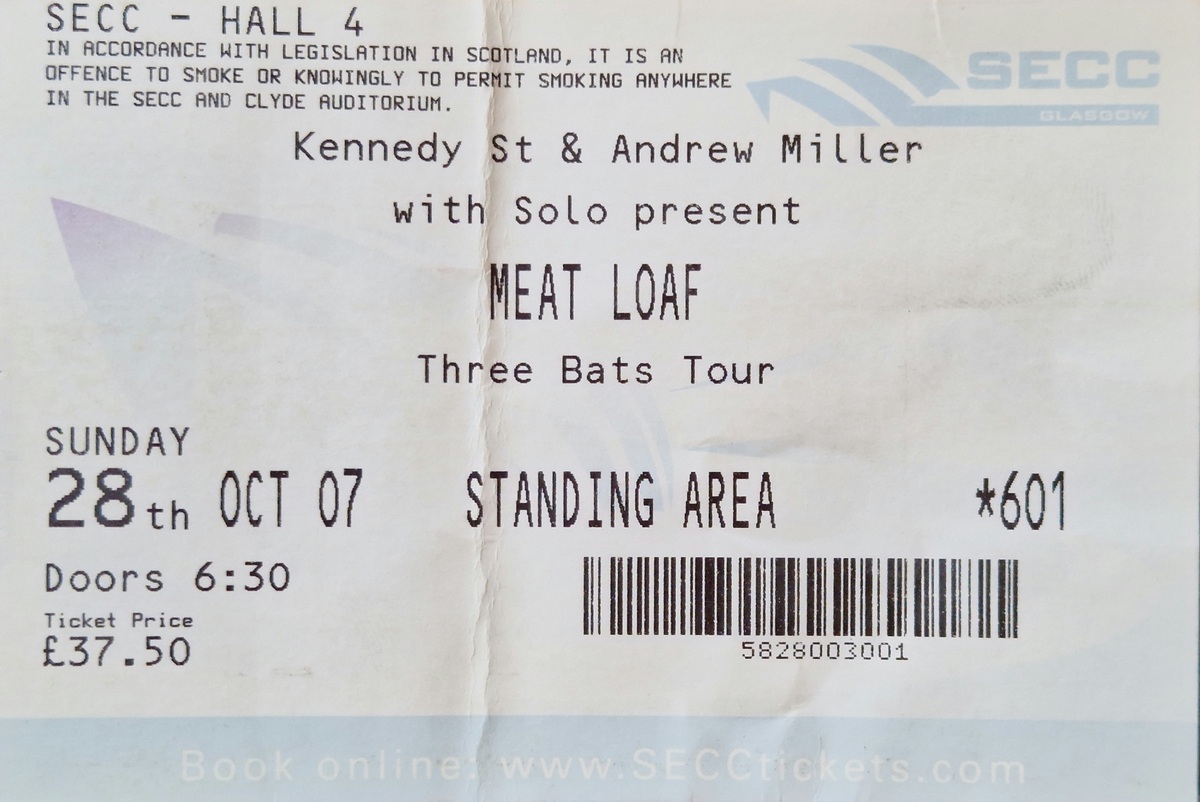 SECC - HALL 4
IN ACCORDANCE WITH LEGISLATION IN SCOTLAND, IT IS AN
OFFENCE TO SMOKE OR KNOWINGLY TO PERMIT SMOKING ANYWHERE
IN THE SECC AND CLYDE AUDITORIUM.
SECC
GLASGOW
Kennedy St & Andrew Miller
with Solo present
MEAT LOAF
Three Bats Tour
SUNDAY
28th OCT 07 STANDING AREA *601
Doors 6:30
Ticket Price
£37.50
5828003001
Book online: www.SECCtickets.com